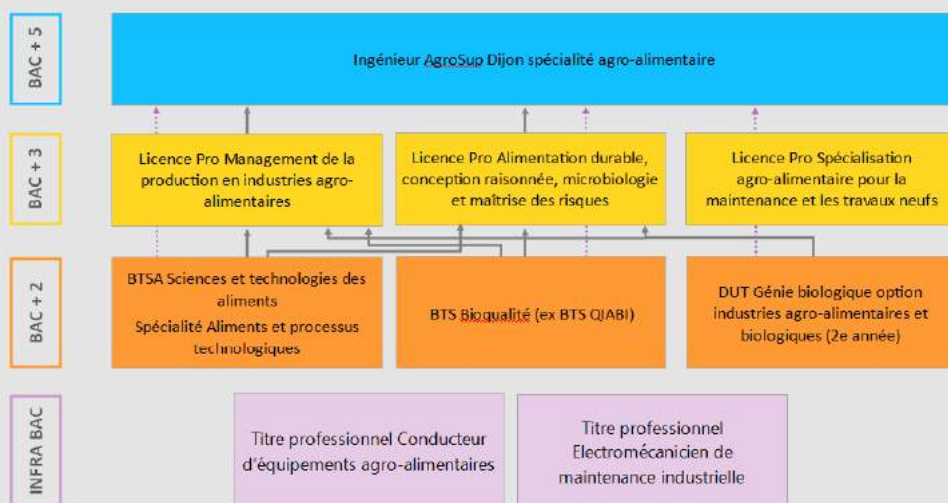 BAC + 5
Ingénieur AgroSup Dijon spécialité agro-alimentaire
BAC + 3
Licence Pro Management de la
production en industries agro-
alimentaires
Licence Pro Alimentation durable,
conception raisonnée, microbiologie
et maîtrise des risques
Licence Pro Spécialisation
agro-alimentaire pour la
maintenance et les travaux neufs
BAC + 2
BTSA Sciences et technologies des
aliments
Spécialité Aliments et processus
technologiques
BTS Bioqualité (ex BTS QIABI)
DUT Génie biologique option
industries agro-alimentaires et
biologiques (2e année)
INFRA BAC
Titre professionnel Conducteur
d'équipements agro-alimentaires
Titre professionnel
Electromécanicien de
maintenance industrielle